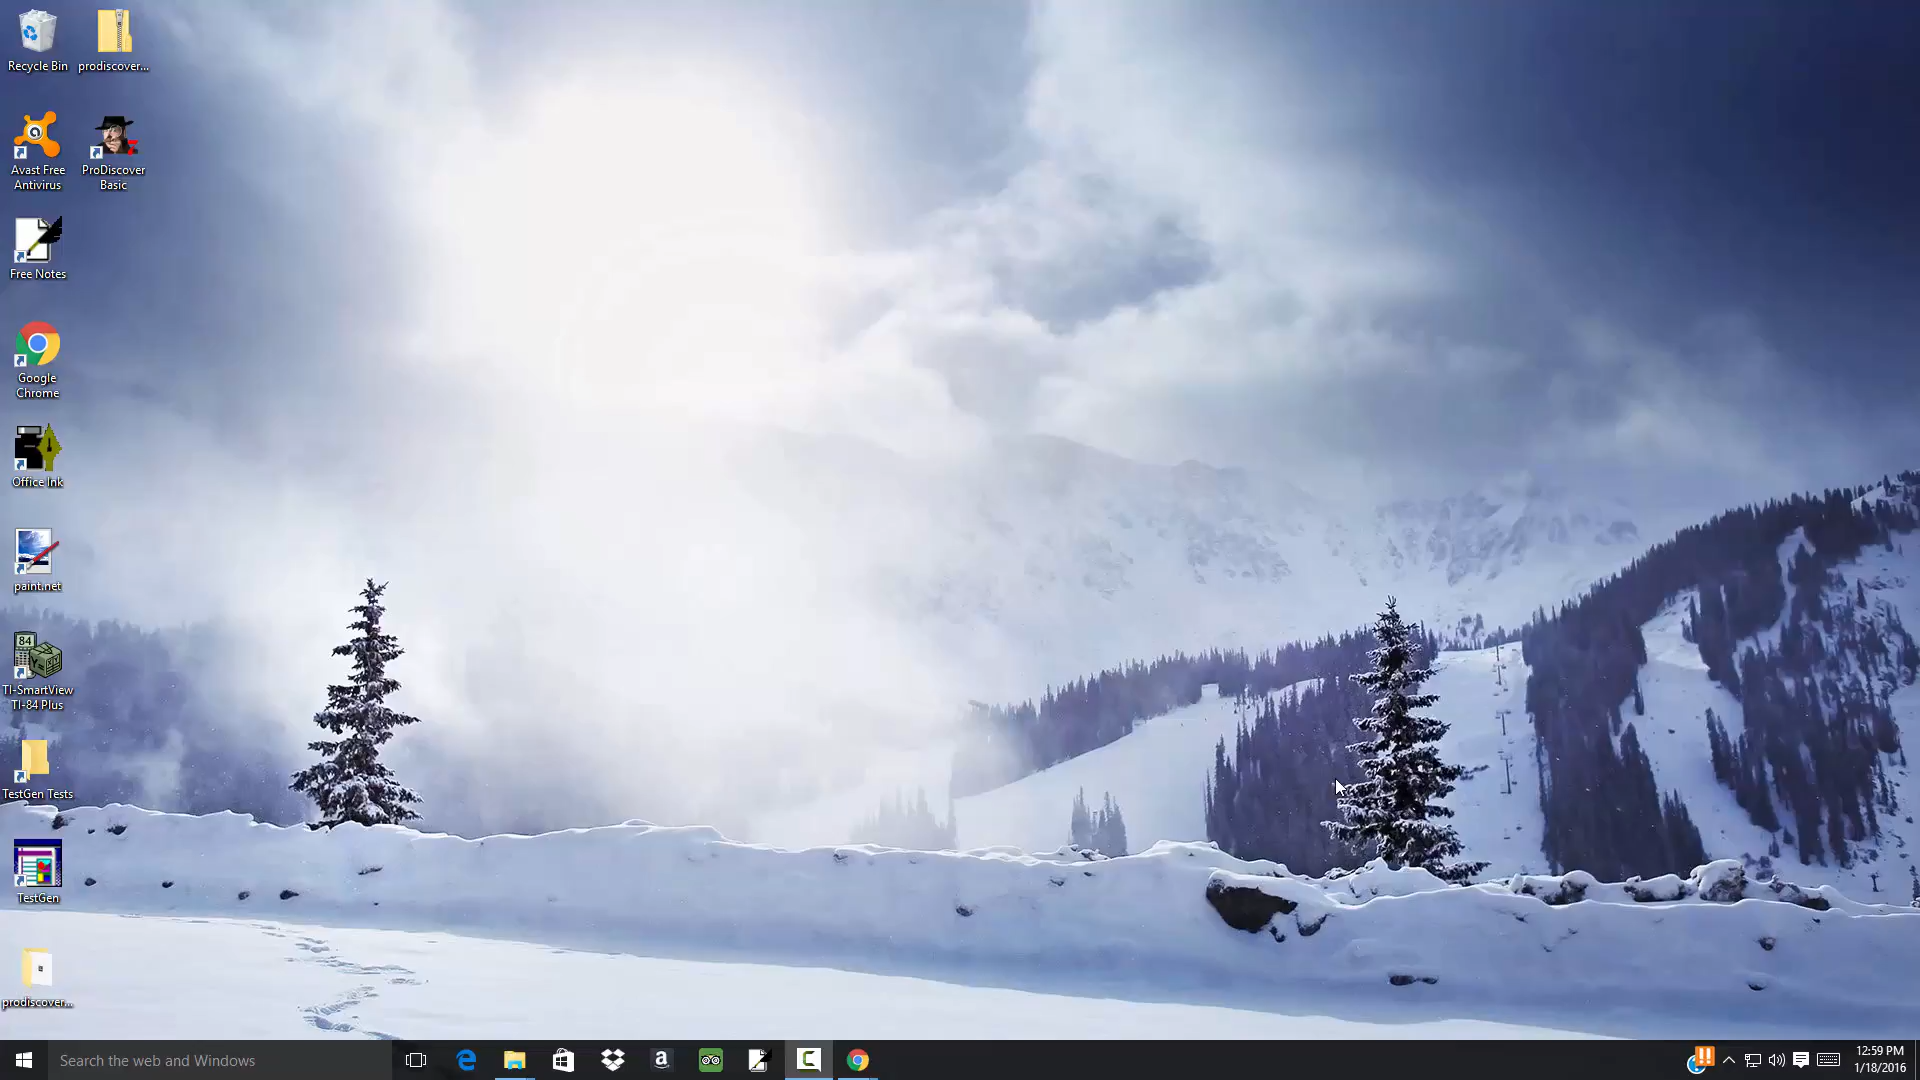 Recycle Bin
prodiscover...
Avast Free
Antivirus
ProDiscover
Basic
Free Notes
Google
Chrome
Office Ink
paint.net
84
TI-SmartView
TI-84 Plus
TestGen Tests
TestGen
prodiscover...
Search the web and Windows
12:59 PM
1/18/2016